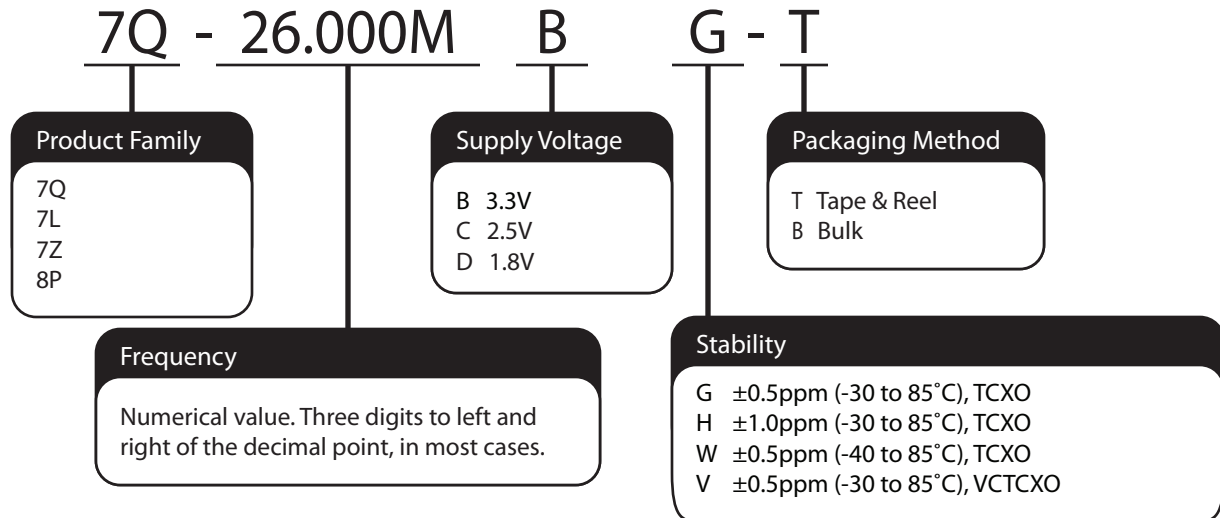 7Q - 26.000M B G - T
Product Family
7Q
7L
7Z
8P
Supply Voltage
B 3.3V
C 2.5V
D 1.8V
Packaging Method
T Tape & Reel
B Bulk
Frequency
Numerical value. Three digits to left and
right of the decimal point, in most cases.
Stability
G ±0.5ppm (-30 to 85˚C), TCXO
H ±1.0ppm (-30 to 85˚C), TCXO
W ±0.5ppm (-40 to 85˚C), TCXO
V ±0.5ppm (-30 to 85˚C), VCTCXO